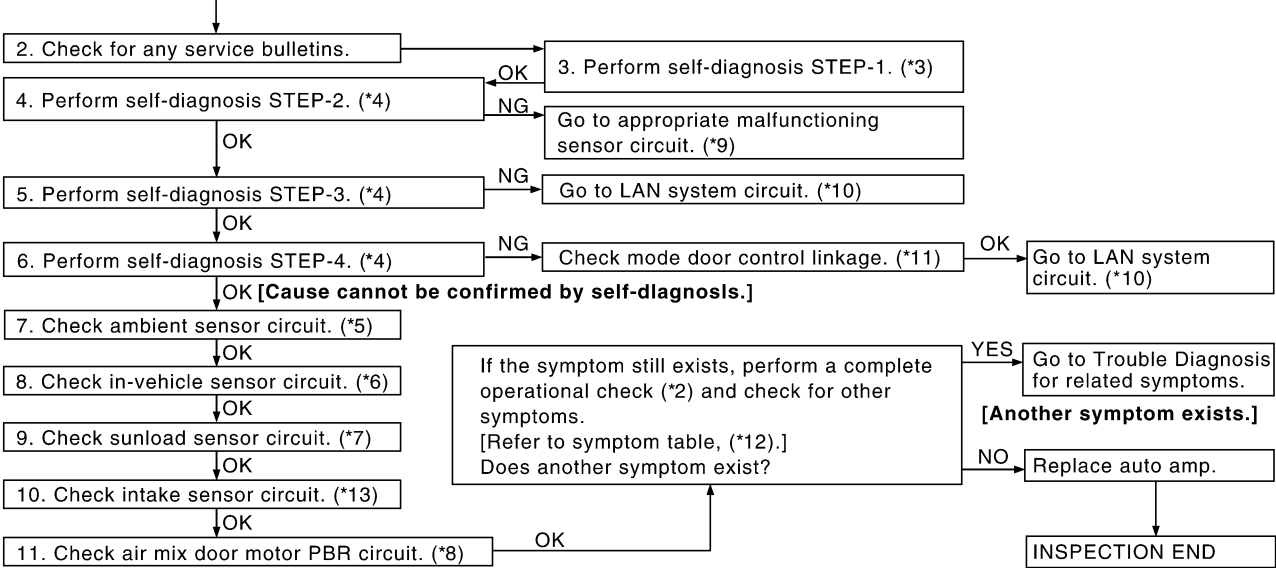 2. Check for any service bulletins.
3. Perform self-diagnosis STEP-1. (*3)
OK
4. Perform self-diagnosis STEP-2. (*4)
NG
Go to appropriate malfunctioning
sensor circuit. (*9)
OK
5. Perform self-diagnosis STEP-3. (*4)
NG
Go to LAN system circuit. (*10)
OK
6. Perform self-diagnosis STEP-4. (*4)
NG
Check mode door control linkage. (*11)
OK
Go to LAN system
circuit. (*10)
OK [Cause cannot be confirmed by self-diagnosis.]
7. Check ambient sensor circuit. (*5)
OK
8. Check in-vehicle sensor circuit. (*6)
OK
9. Check sunload sensor circuit. (*7)
OK
10. Check intake sensor circuit. (*13)
OK
11. Check air mix door motor PBR circuit. (*8)
OK
If the symptom still exists, perform a complete
operational check (*2) and check for other
symptoms.
[Refer to symptom table, (*12).]
Does another symptom exist?
YES
Go to Trouble Diagnosis
for related symptoms.
[Another symptom exists.]
NO
Replace auto amp.
INSPECTION END